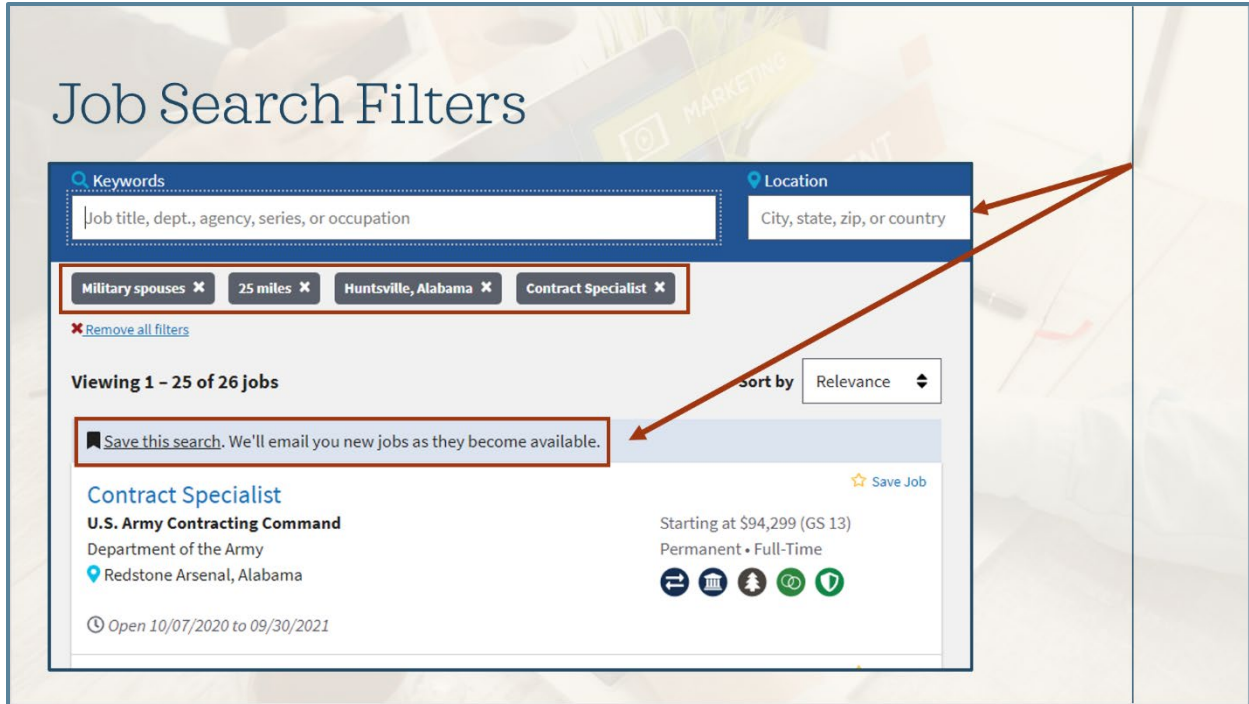 Job Search Filters
MARKETING
Keywords
Location
Job title, dept., agency, series, or occupation
City, state, zip, or country
Military spouses ✖ 25 miles ✖ Huntsville, Alabama ✖ Contract Specialist ✖
✖ Remove all filters
Viewing 1 – 25 of 26 jobs
Sort by Relevance
Save this search. We'll email you new jobs as they become available.
Contract Specialist
Save Job
U.S. Army Contracting Command
Starting at $94,299 (GS 13)
Department of the Army
Permanent • Full-Time
Redstone Arsenal, Alabama
Open 10/07/2020 to 09/30/2021